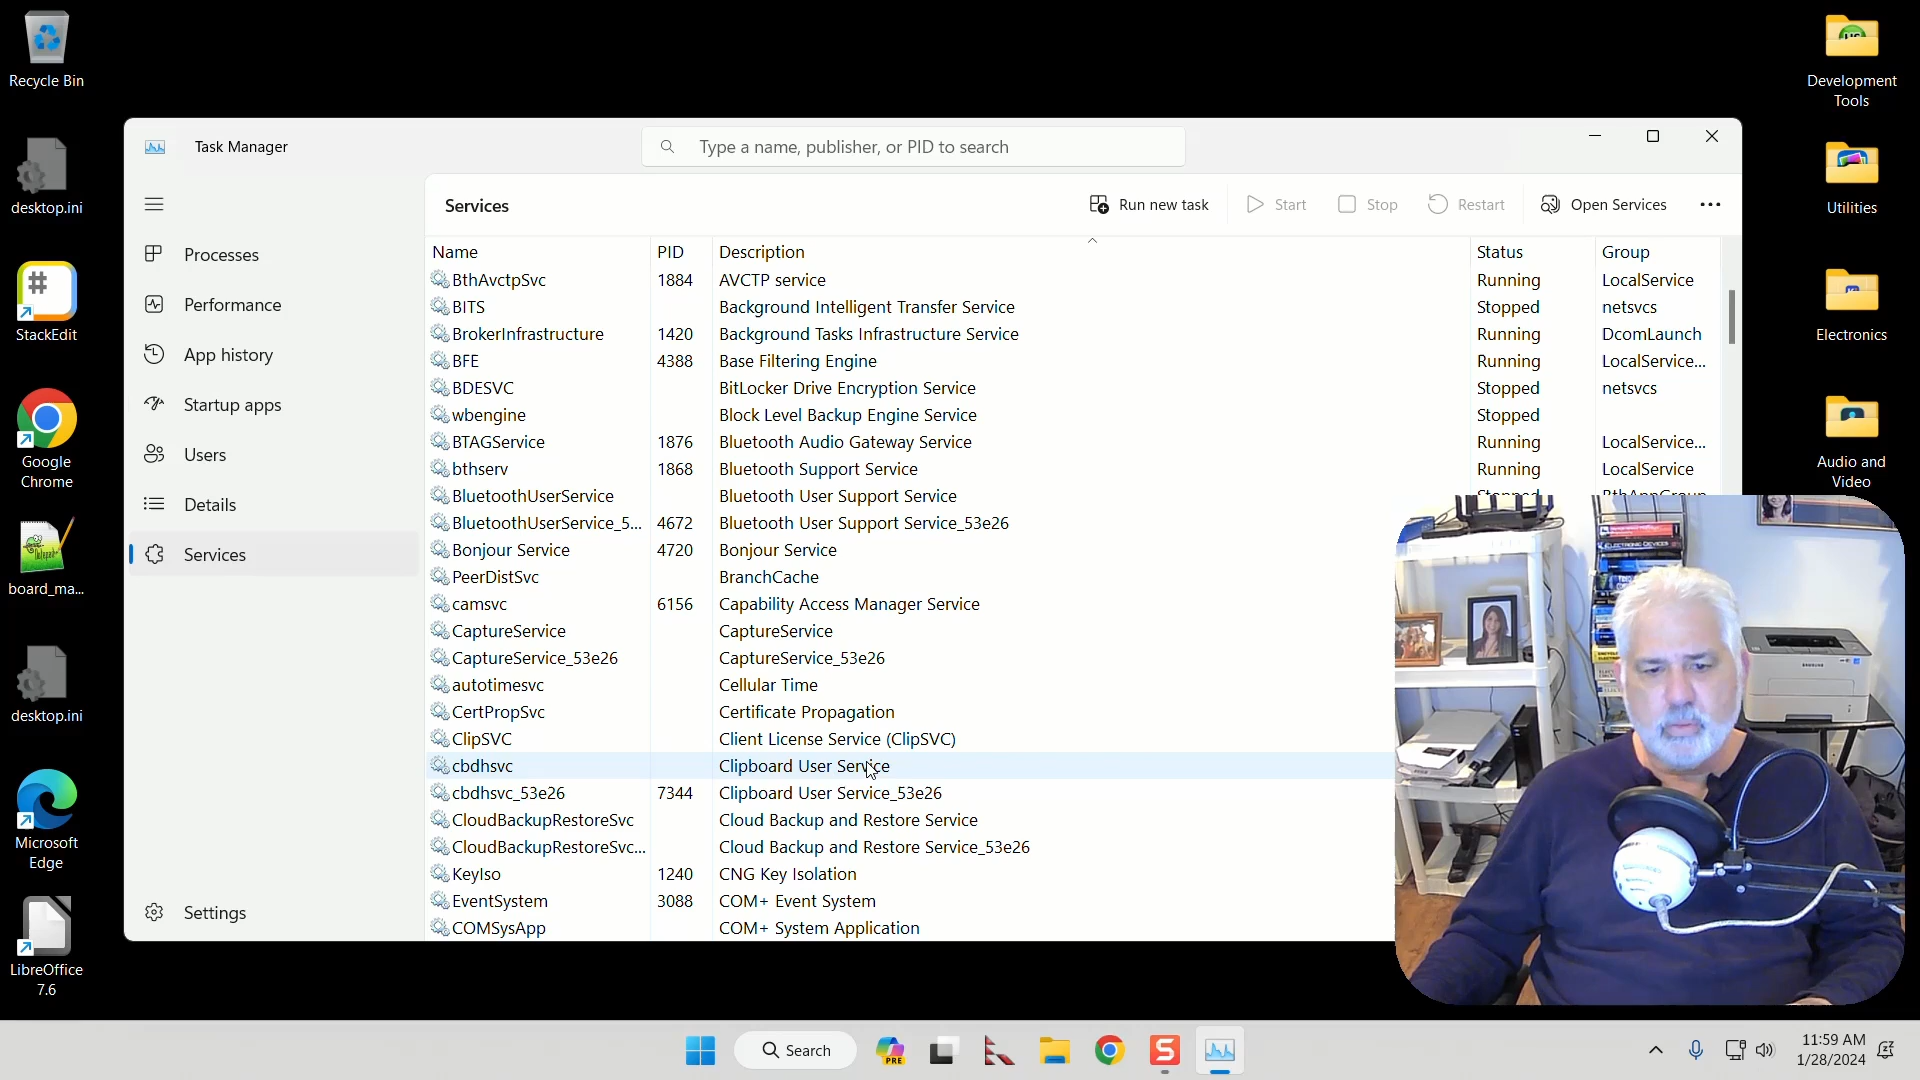 Recycle Bin
desktop.ini
StackEdit
Google
Chrome
board_ma...
desktop.ini
Microsoft
Edge
LibreOffice
7.6
Task Manager
Type a name, publisher, or PID to search
Processes
Performance
App history
Startup apps
Users
Details
Services
Settings
Services
Run new task
Start
Stop
Restart
Open Services
Name PID Description Status Group
BthAvctpSvc 1884 AVCTP service Running LocalService
BITS Background Intelligent Transfer Service Stopped netsvcs
BrokerInfrastructure 1420 Background Tasks Infrastructure Service Running DcomLaunch
BFE 4388 Base Filtering Engine Running LocalService...
BDESVC BitLocker Drive Encryption Service Stopped netsvcs
wbengine Block Level Backup Engine Service Stopped
BTAGService 1876 Bluetooth Audio Gateway Service Running LocalService...
bthserv 1868 Bluetooth Support Service Running LocalService
BluetoothUserService Bluetooth User Support Service Stopped BthAppGroup
BluetoothUserService_5... 4672 Bluetooth User Support Service_53e26
Bonjour Service 4720 Bonjour Service
PeerDistSvc BranchCache
camsvc 6156 Capability Access Manager Service
CaptureService CaptureService
CaptureService_53e26 CaptureService_53e26
autotimesvc Cellular Time
CertPropSvc Certificate Propagation
ClipSVC Client License Service (ClipSVC)
cbdhsvc Clipboard User Service
cbdhsvc_53e26 7344 Clipboard User Service_53e26
CloudBackupRestoreSvc Cloud Backup and Restore Service
CloudBackupRestoreSvc... Cloud Backup and Restore Service_53e26
KeyIso 1240 CNG Key Isolation
EventSystem 3088 COM+ Event System
COMSysApp COM+ System Application
Development
Tools
Utilities
Electronics
Audio and
Video
Search
PRE
11:59 AM
1/28/2024